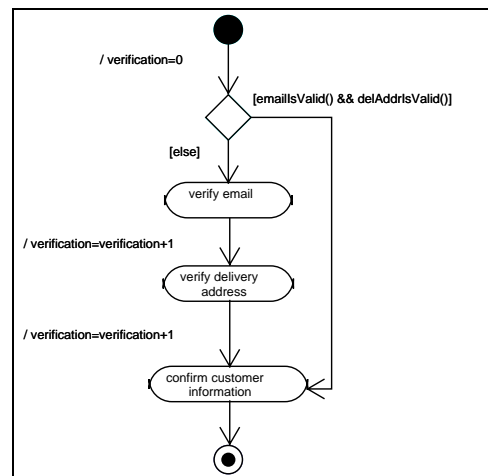 / verification=0
[emailIsValid() && delAddrIsValid()]
[else]
verify email
/ verification=verification+1
verify delivery
address
/ verification=verification+1
confirm customer
information